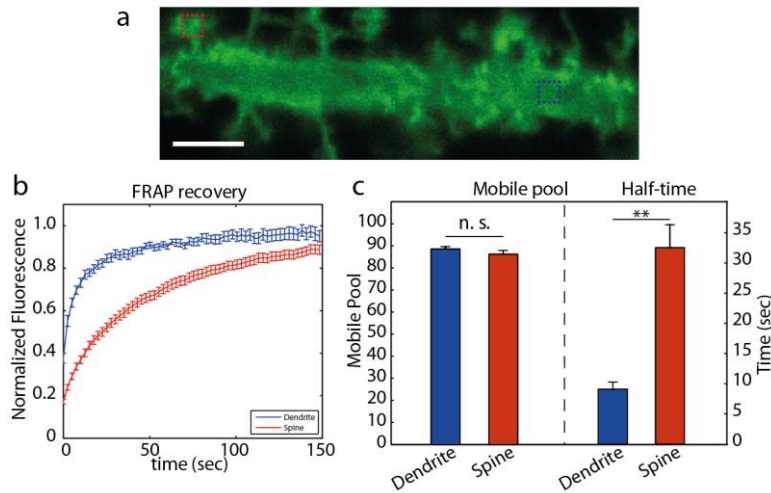 a
b
FRAP recovery
Normalized Fluorescence
1.0
0.8
0.6
0.4
0.2
0
0
50
100
150
time (sec)
Dendrite
Spine
c
Mobile pool
Half-time
Mobile Pool
100
90
80
70
60
50
40
30
20
10
0
n. s.
**
35
30
25
20
15
10
5
0
Time (sec)
Dendrite
Spine
Dendrite
Spine